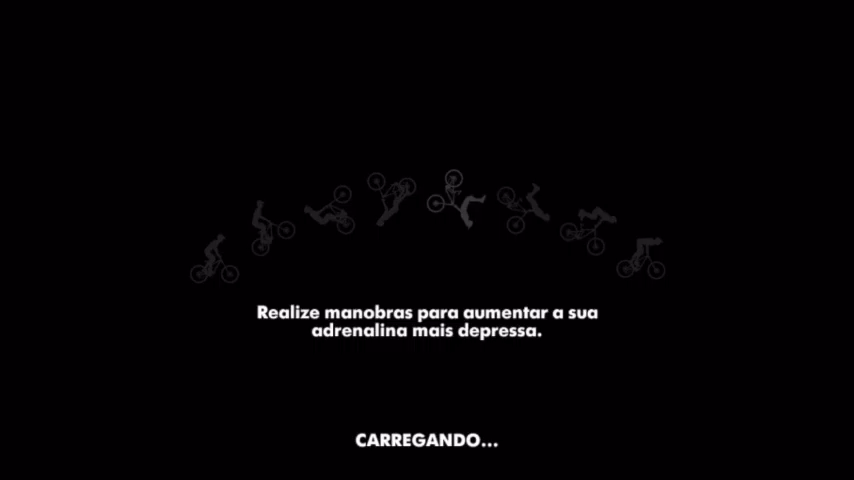 Realize manobras para aumentar a sua
adrenalina mais depressa.
CARREGANDO...